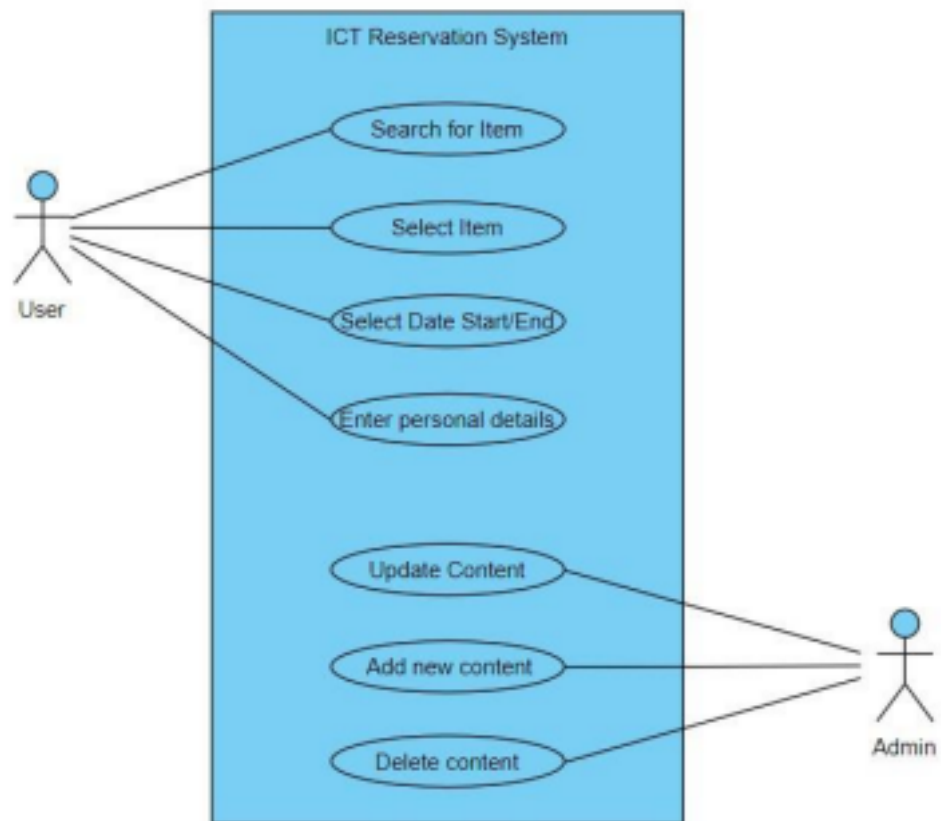 ICT Reservation System
Search for Item
Select Item
User
Select Date Start/End
Enter personal details
Update Content
Add new content
Admin
Delete content